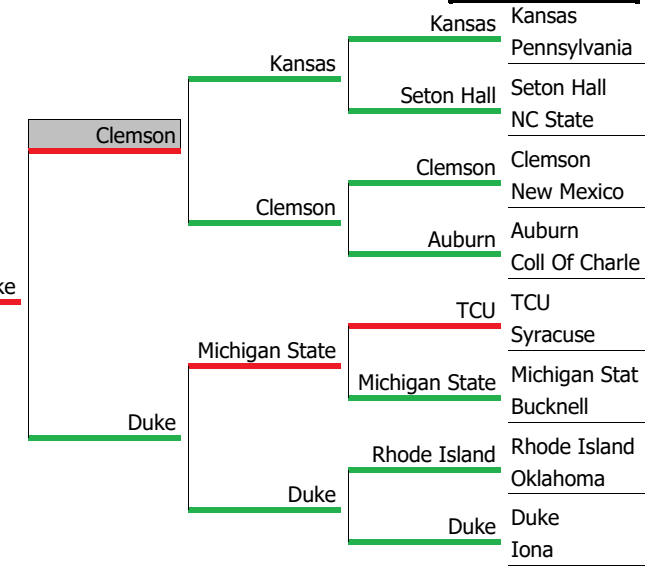 Kansas
Kansas
Pennsylvania
Kansas
Seton Hall
Seton Hall
NC State
Clemson
Clemson
Clemson
New Mexico
Clemson
Auburn
Auburn
Coll Of Charle
ke
TCU
TCU
Syracuse
Michigan State
Michigan State
Michigan Stat
Bucknell
Duke
Rhode Island
Rhode Island
Oklahoma
Duke
Duke
Duke
Iona